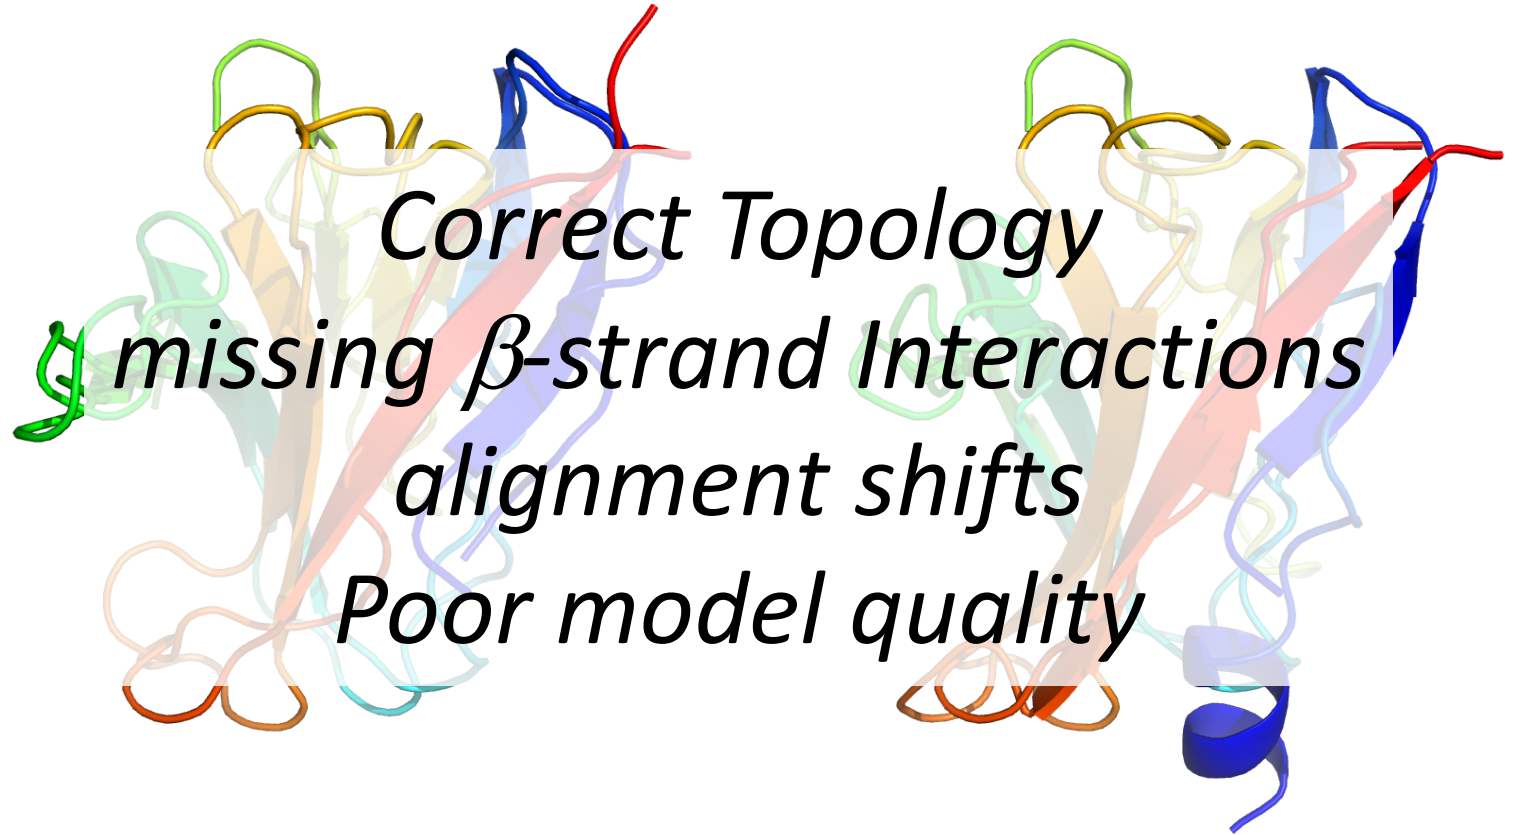 Correct Topology
missing β-strand Interactions
alignment shifts
Poor model quality